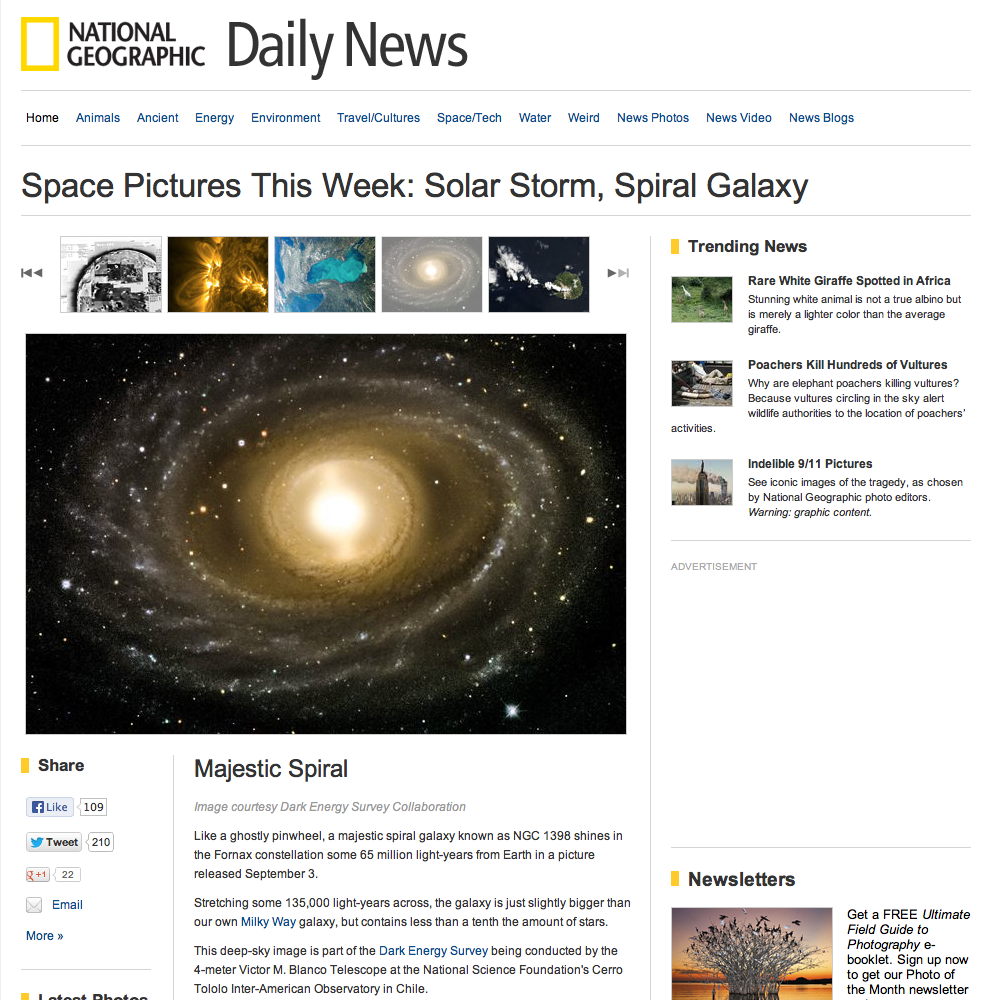 NATIONAL
GEOGRAPHIC
Daily News
Home Animals Ancient Energy Environment Travel/Cultures Space/Tech Water Weird News Photos News Video News Blogs
Space Pictures This Week: Solar Storm, Spiral Galaxy
Trending News
Rare White Giraffe Spotted in Africa
Stunning white animal is not a true albino but
is merely a lighter color than the average
giraffe.
Poachers Kill Hundreds of Vultures
Why are elephant poachers killing vultures?
Because vultures circling in the sky alert
wildlife authorities to the location of poachers'
activities.
Indelible 9/11 Pictures
See iconic images of the tragedy, as chosen
by National Geographic photo editors.
Warning: graphic content.
ADVERTISEMENT
Share
Like 109
Tweet 210
+1 22
Email
More »
Latest Photos
Majestic Spiral
Image courtesy Dark Energy Survey Collaboration
Like a ghostly pinwheel, a majestic spiral galaxy known as NGC 1398 shines in
the Fornax constellation some 65 million light-years from Earth in a picture
released September 3.
Stretching some 135,000 light-years across, the galaxy is just slightly bigger than
our own Milky Way galaxy, but contains less than a tenth the amount of stars.
This deep-sky image is part of the Dark Energy Survey being conducted by the
4-meter Victor M. Blanco Telescope at the National Science Foundation's Cerro
Tololo Inter-American Observatory in Chile.
Newsletters
Get a FREE Ultimate
Field Guide to
Photography e-
booklet. Sign up now
to get our Photo of
the Month newsletter